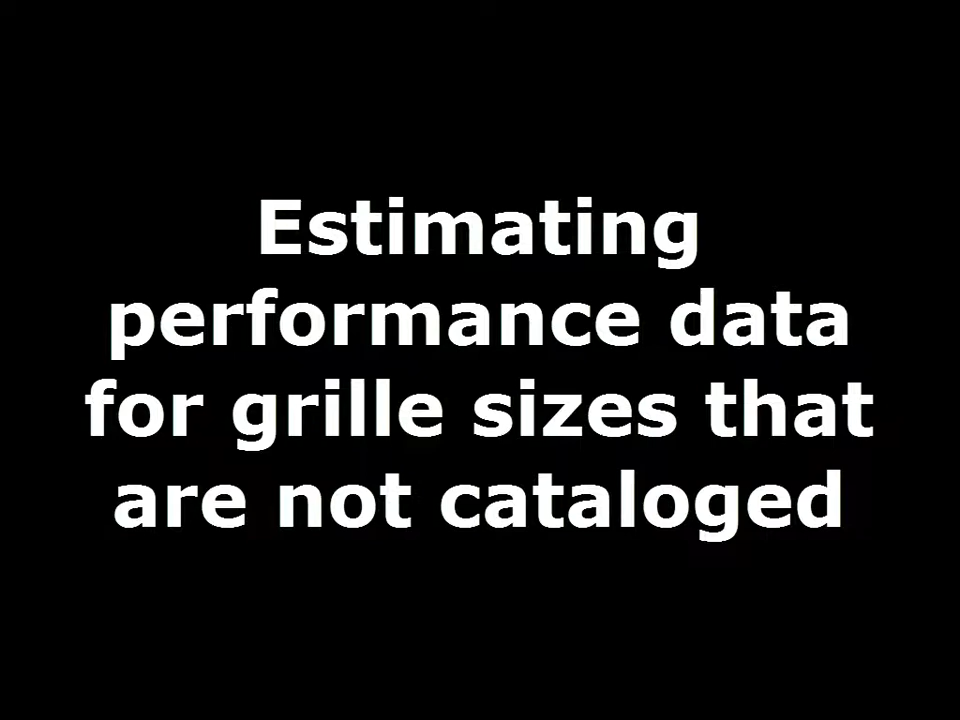 Estimating
performance data
for grille sizes that
are not cataloged